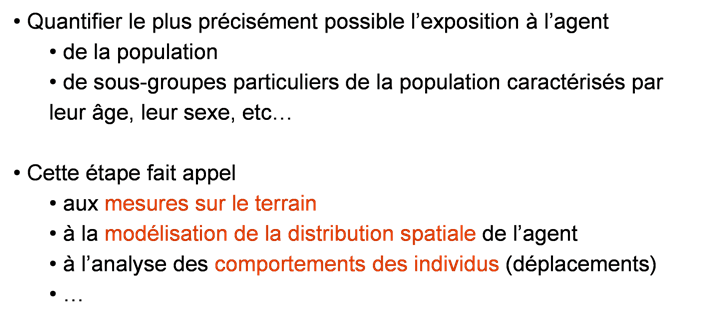 • Quantifier le plus précisément possible l’exposition à l’agent
• de la population
• de sous-groupes particuliers de la population caractérisés par
leur âge, leur sexe, etc…
• Cette étape fait appel
• aux mesures sur le terrain
• à la modélisation de la distribution spatiale de l’agent
• à l’analyse des comportements des individus (déplacements)
• …